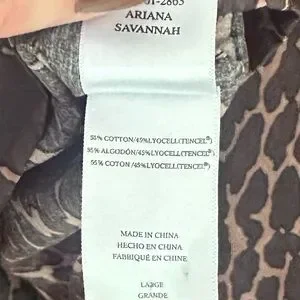 ARIANA
SAVANNAH
55% COTTON/45%LYOCELL(TENCEL®)
55% ALGODÓN/45%LYOCELL(TENCEL®)
55% COTON/45%LYOCELL(TENCEL®)
MADE IN CHINA
HECHO EN CHINA
FABRIQUÉ EN CHINE
LARGE
GRANDE